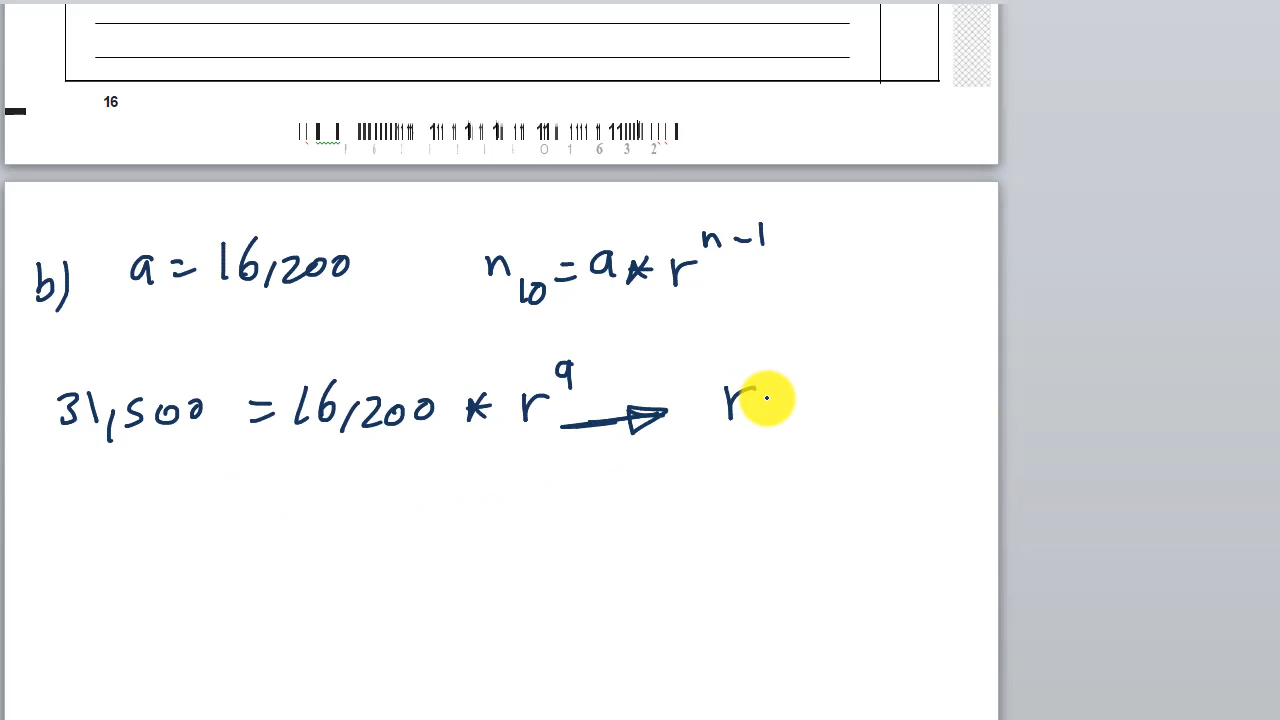 16
b) a = 16,200 n₁₀ = a * r^(n-1)
31,500 = 16,200 * r^9 → r